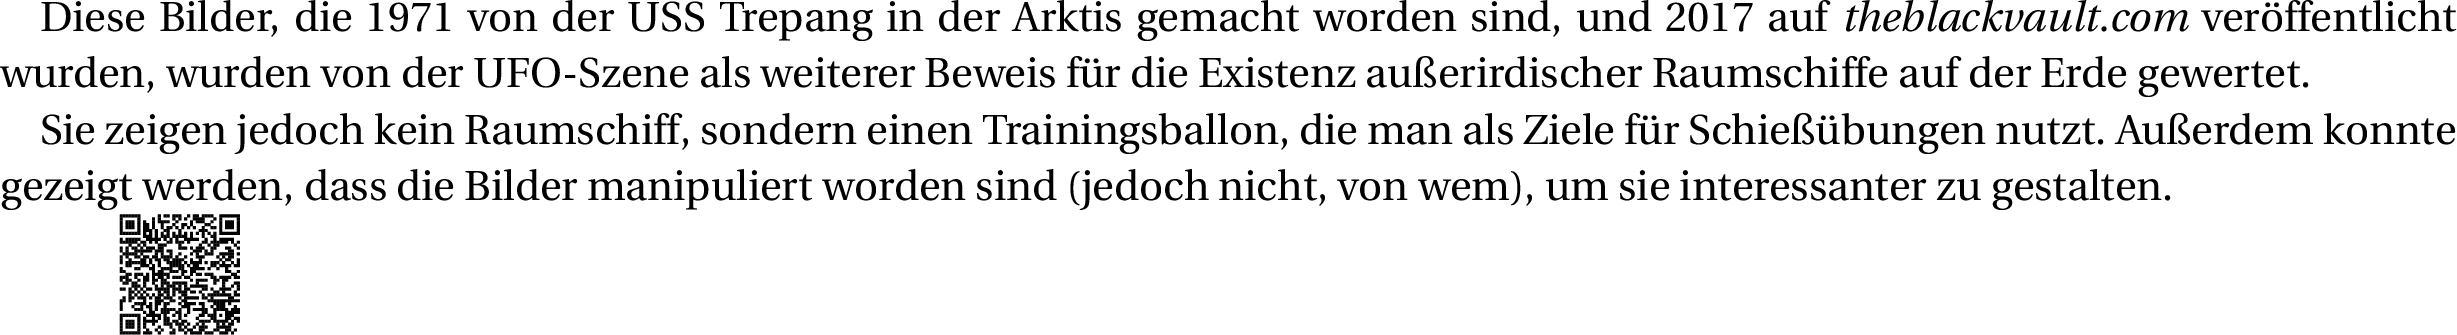 Diese Bilder, die 1971 von der USS Trepang in der Arktis gemacht worden sind, und 2017 auf theblackvault.com veröffentlicht
wurden, wurden von der UFO-Szene als weiterer Beweis für die Existenz außerirdischer Raumschiffe auf der Erde gewertet.
Sie zeigen jedoch kein Raumschiff, sondern einen Trainingsballon, die man als Ziele für Schießübungen nutzt. Außerdem konnte
gezeigt werden, dass die Bilder manipuliert worden sind (jedoch nicht, von wem), um sie interessanter zu gestalten.